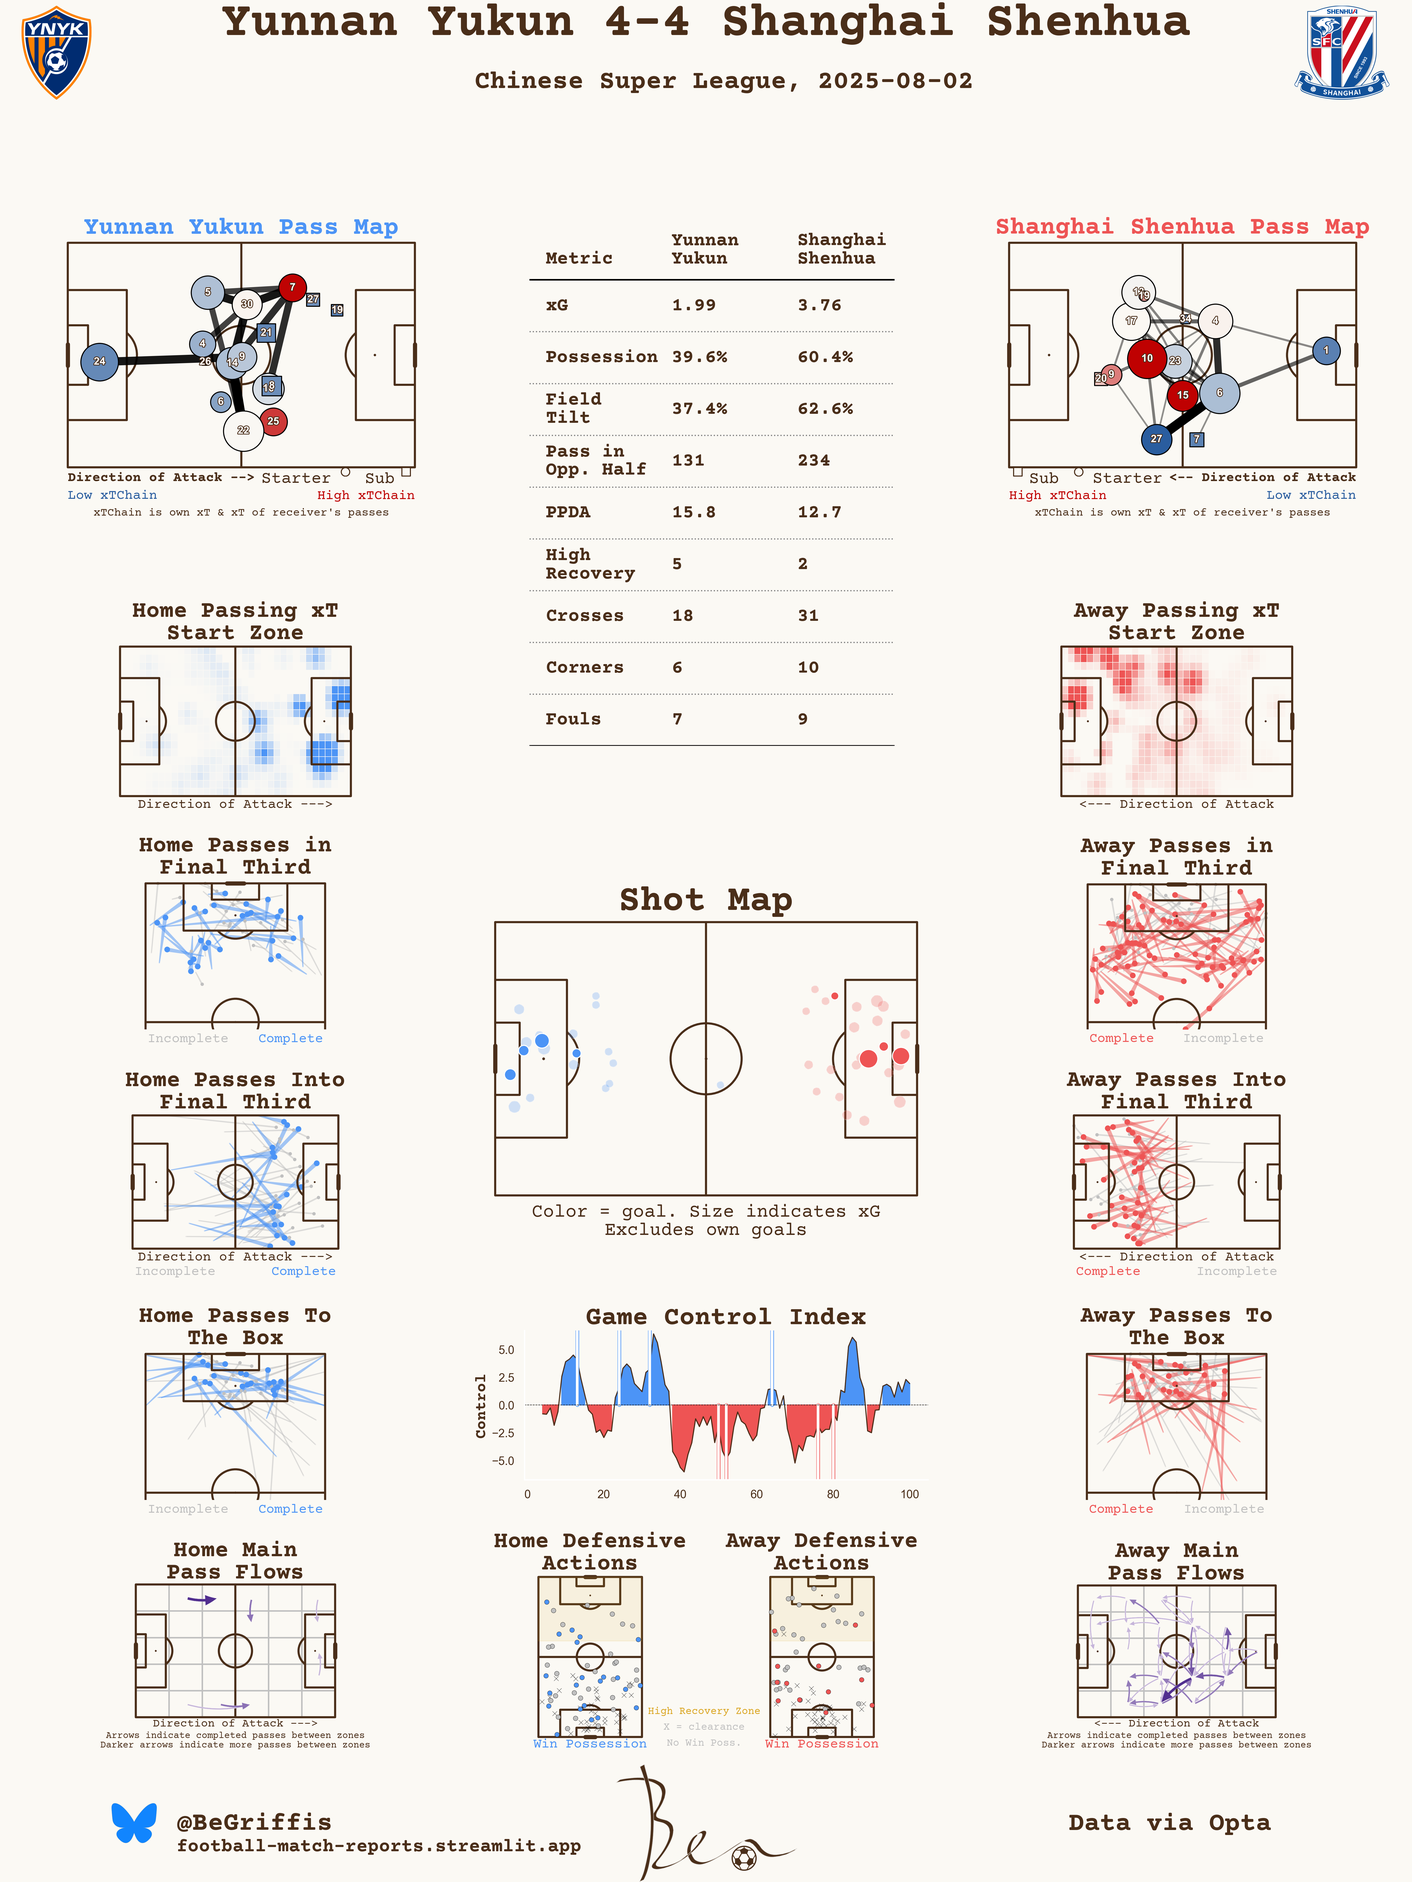 Yunnan Yukun 4-4 Shanghai Shenhua
Chinese Super League, 2025-08-02
YNYK
SHENHUA
SFC
SINCE 1993
SHANGHAI
Yunnan Yukun Pass Map
5
7
30
27
19
21
4
9
24
26
14
8
6
25
22
Direction of Attack --> Starter Sub
Low xTChain High xTChain
xTChain is own xT & xT of receiver's passes
Metric Yunnan Yukun Shanghai Shenhua
xG 1.99 3.76
Possession 39.6% 60.4%
Field Tilt 37.4% 62.6%
Pass in Opp. Half 131 234
PPDA 15.8 12.7
High Recovery 5 2
Crosses 18 31
Corners 6 10
Fouls 7 9
Shanghai Shenhua Pass Map
19
17
34
4
10
23
1
20
9
15
6
27
7
Sub Starter <-- Direction of Attack
High xTChain Low xTChain
xTChain is own xT & xT of receiver's passes
Home Passing xT
Start Zone
Direction of Attack --->
Away Passing xT
Start Zone
<--- Direction of Attack
Home Passes in
Final Third
Incomplete Complete
Away Passes in
Final Third
Complete Incomplete
Shot Map
Color = goal. Size indicates xG
Excludes own goals
Home Passes Into
Final Third
Direction of Attack --->
Incomplete Complete
Away Passes Into
Final Third
<--- Direction of Attack
Complete Incomplete
Home Passes To
The Box
Incomplete Complete
Game Control Index
Control
5.0
2.5
0.0
−2.5
−5.0
0 20 40 60 80 100
Away Passes To
The Box
Complete Incomplete
Home Main
Pass Flows
Direction of Attack --->
Arrows indicate completed passes between zones
Darker arrows indicate more passes between zones
Home Defensive
Actions
Win Possession
High Recovery Zone
X = clearance
No Win Poss.
Away Defensive
Actions
Win Possession
Away Main
Pass Flows
<--- Direction of Attack
Arrows indicate completed passes between zones
Darker arrows indicate more passes between zones
@BeGriffis
football-match-reports.streamlit.app
Ben
Data via Opta